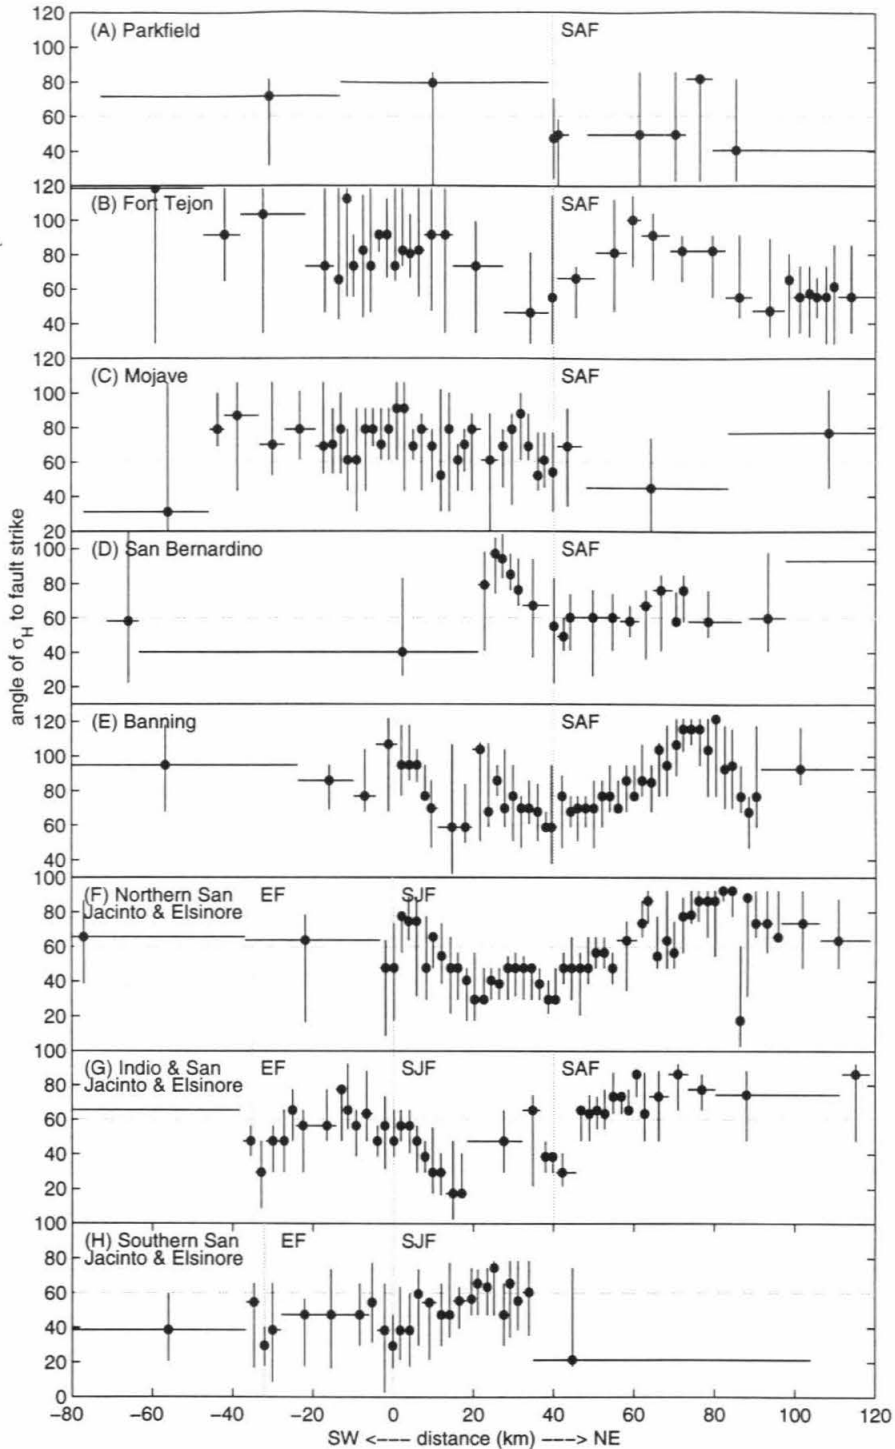 120
(A) Parkfield
SAF
100
80
60
40
120
(B) Fort Tejon
SAF
100
80
60
40
120
(C) Mojave
SAF
100
80
60
40
20
(D) San Bernardino
SAF
100
80
60
40
20
angle of σH to fault strike
(E) Banning
SAF
120
100
80
60
40
100
(F) Northern San
Jacinto & Elsinore
EF
SJF
80
60
40
20
100
(G) Indio & San
Jacinto & Elsinore
EF
SJF
SAF
80
60
40
20
100
(H) Southern San
Jacinto & Elsinore
EF
SJF
80
60
40
20
0
−80 −60 −40 −20 0 20 40 60 80 100 120
SW <−−− distance (km) −−−> NE